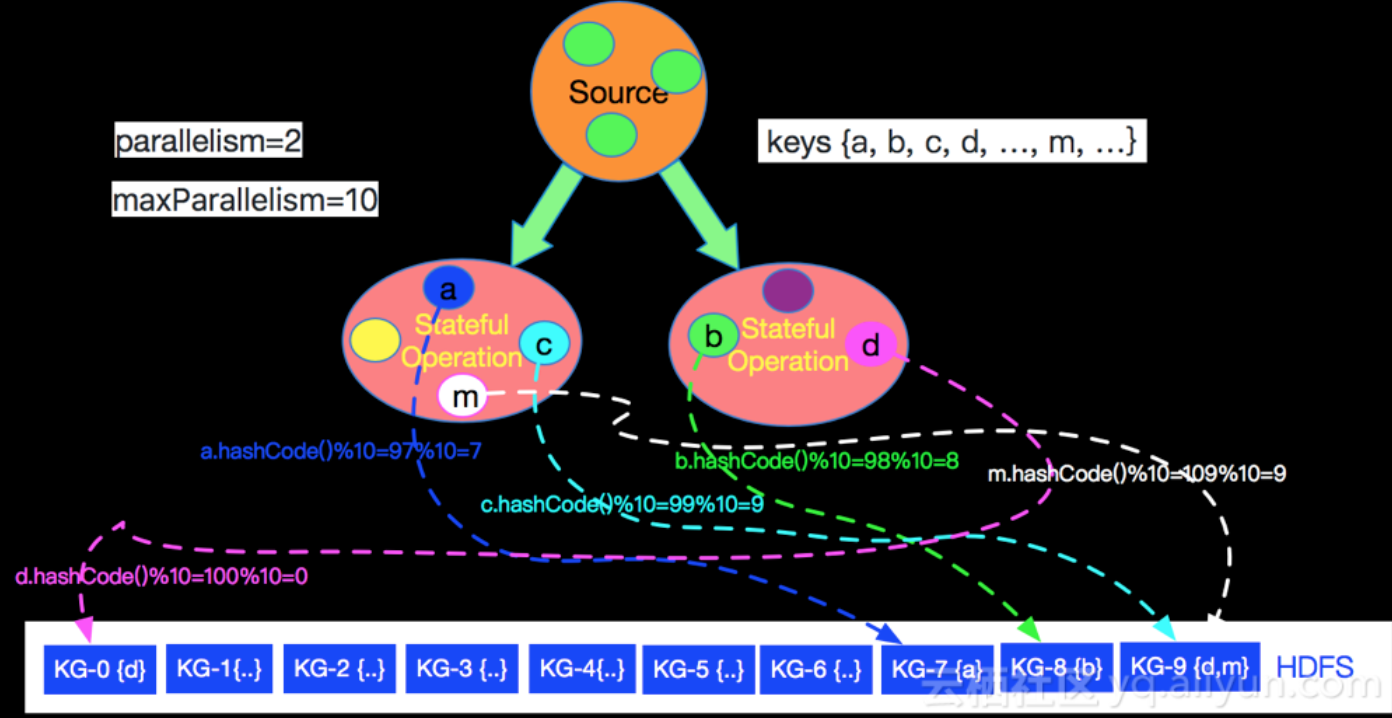 Source
parallelism=2
keys {a, b, c, d, ..., m, ...}
maxParallelism=10
a
Stateful
Operation
c
m
b
Stateful
Operation
d
a.hashCode()%10=97%10=7
b.hashCode()%10=98%10=8
m.hashCode()%10=109%10=9
c.hashCode()%10=99%10=9
d.hashCode()%10=100%10=0
KG-0 {d}
KG-1{..}
KG-2 {..}
KG-3 {..}
KG-4{..}
KG-5 {..}
KG-6 {..}
KG-7 {a}
KG-8 {b}
KG-9 {d,m}
HDFS
云栖社区 yq.aliyun.com